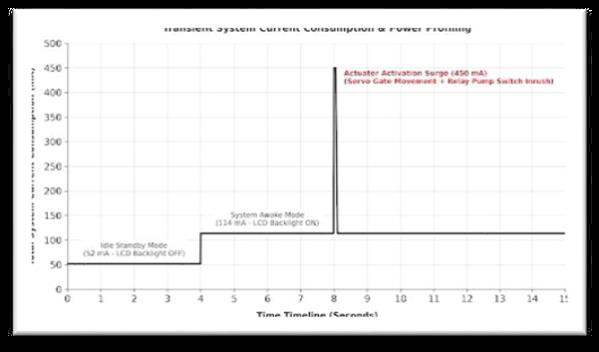 Transient System Current Consumption & Power Profiling
500
450
400
350
300
250
200
150
100
50
0
Actuator Activation Surge (450 mA)
(Servo Gate Movement + Relay Pump Switch Inrush)
System Awake Mode
(114 mA - LCD Backlight ON)
Idle Standby Mode
(52 mA - LCD Backlight OFF)
0 1 2 3 4 5 6 7 8 9 10 11 12 13 14 15
Time Timeline (Seconds)